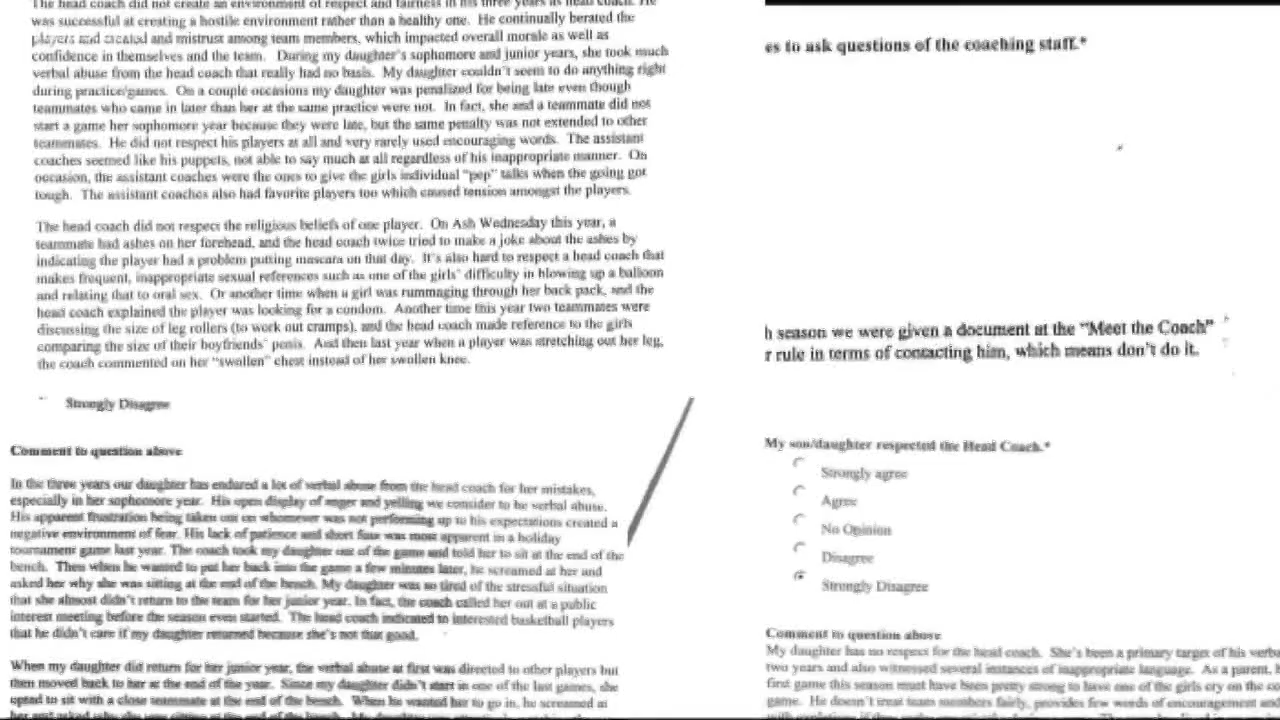 The head coach did not create an environment of respect and fairness in his three years as head coach. He
was successful at creating a hostile environment rather than a healthy one. He continually berated the
players and created and mistrust among team members, which impacted overall morale as well as
confidence in themselves and the team. During my daughter's sophomore and junior years, she took much
verbal abuse from the head coach that really had no basis. My daughter couldn't seem to do anything right
during practice/games. On a couple occasions my daughter was penalized for being late even though
teammates who came in later than her at the same practice were not. In fact, she and a teammate did not
start a game her sophomore year because they were late, but the same penalty was not extended to other
teammates. He did not respect his players at all and very rarely used encouraging words. The assistant
coaches seemed like his puppets, not able to say much at all regardless of his inappropriate manner. On
occasion, the assistant coaches were the ones to give the girls individual "pep" talks when the going got
tough. The assistant coaches also had favorite players too which caused tension amongst the players.
The head coach did not respect the religious beliefs of one player. On Ash Wednesday this year, a
teammate had ashes on her forehead, and the head coach twice tried to make a joke about the ashes by
indicating the player had a problem putting mascara on that day. It's also hard to respect a head coach that
makes frequent, inappropriate sexual references such as one of the girls' difficulty in blowing up a balloon
and relating that to oral sex. Or another time when a girl was rummaging through her back pack, and the
head coach explained the player was looking for a condom. Another time this year two teammates were
discussing the size of leg rollers (to work out cramps), and the head coach made reference to the girls
comparing the size of their boyfriends' penis. And then last year when a player was stretching out her leg,
the coach commented on her "swollen" chest instead of her swollen knee.
Strongly Disagree
Comment to question above
In the three years our daughter has endured a lot of verbal abuse from the head coach for her mistakes,
especially in her sophomore year. His open display of anger and yelling we consider to be verbal abuse.
His apparent frustration being taken out on whomever was not performing up to his expectations created a
negative environment of fear. His lack of patience and short fuse was most apparent in a holiday
tournament game last year. The coach took my daughter out of the game and told her to sit at the end of the
bench. Then when he wanted to put her back into the game a few minutes later, he screamed at her and
asked her why she was sitting at the end of the bench. My daughter was so tired of the stressful situation
that she almost didn't return to the team for her junior year. In fact, the coach called her out at a public
interest meeting before the season even started. The head coach indicated to interested basketball players
that he didn't care if my daughter returned because she's not that good.
When my daughter did return for her junior year, the verbal abuse at first was directed to other players but
then moved back to her at the end of the year. Since my daughter didn't start in one of the last games, she
opted to sit with a close teammate at the end of the bench. When he wanted her to go in, he screamed at
es to ask questions of the coaching staff.*
h season we were given a document at the "Meet the Coach"
r rule in terms of contacting him, which means don't do it.
My son/daughter respected the Head Coach.*
Strongly agree
Agree
No Opinion
Disagree
Strongly Disagree
Comment to question above
My daughter has no respect for the head coach. She's been a primary target of his verba
two years and also witnessed several instances of inappropriate language. As a parent, I
first game this season must have been pretty strong to have one of the girls cry on the co
game. He doesn't treat team members fairly, provides few words of encouragement and